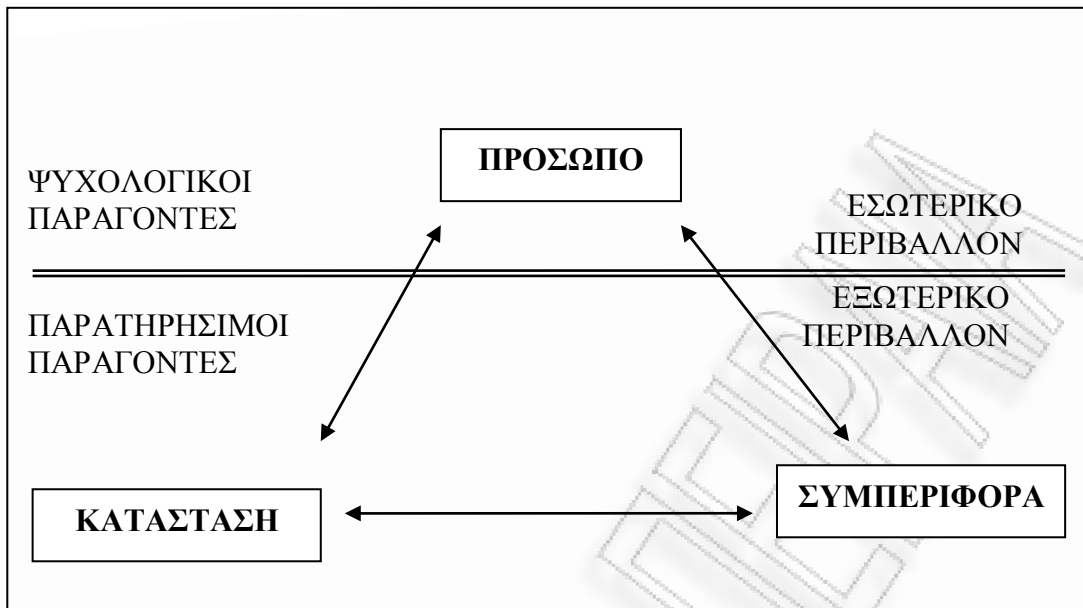 ΠΡΟΣΩΠΟ
ΨΥΧΟΛΟΓΙΚΟΙ
ΠΑΡΑΓΟΝΤΕΣ
ΕΣΩΤΕΡΙΚΟ
ΠΕΡΙΒΑΛΛΟΝ
ΠΑΡΑΤΗΡΗΣΙΜΟΙ
ΠΑΡΑΓΟΝΤΕΣ
ΕΞΩΤΕΡΙΚΟ
ΠΕΡΙΒΑΛΛΟΝ
ΚΑΤΑΣΤΑΣΗ
ΣΥΜΠΕΡΙΦΟΡΑ